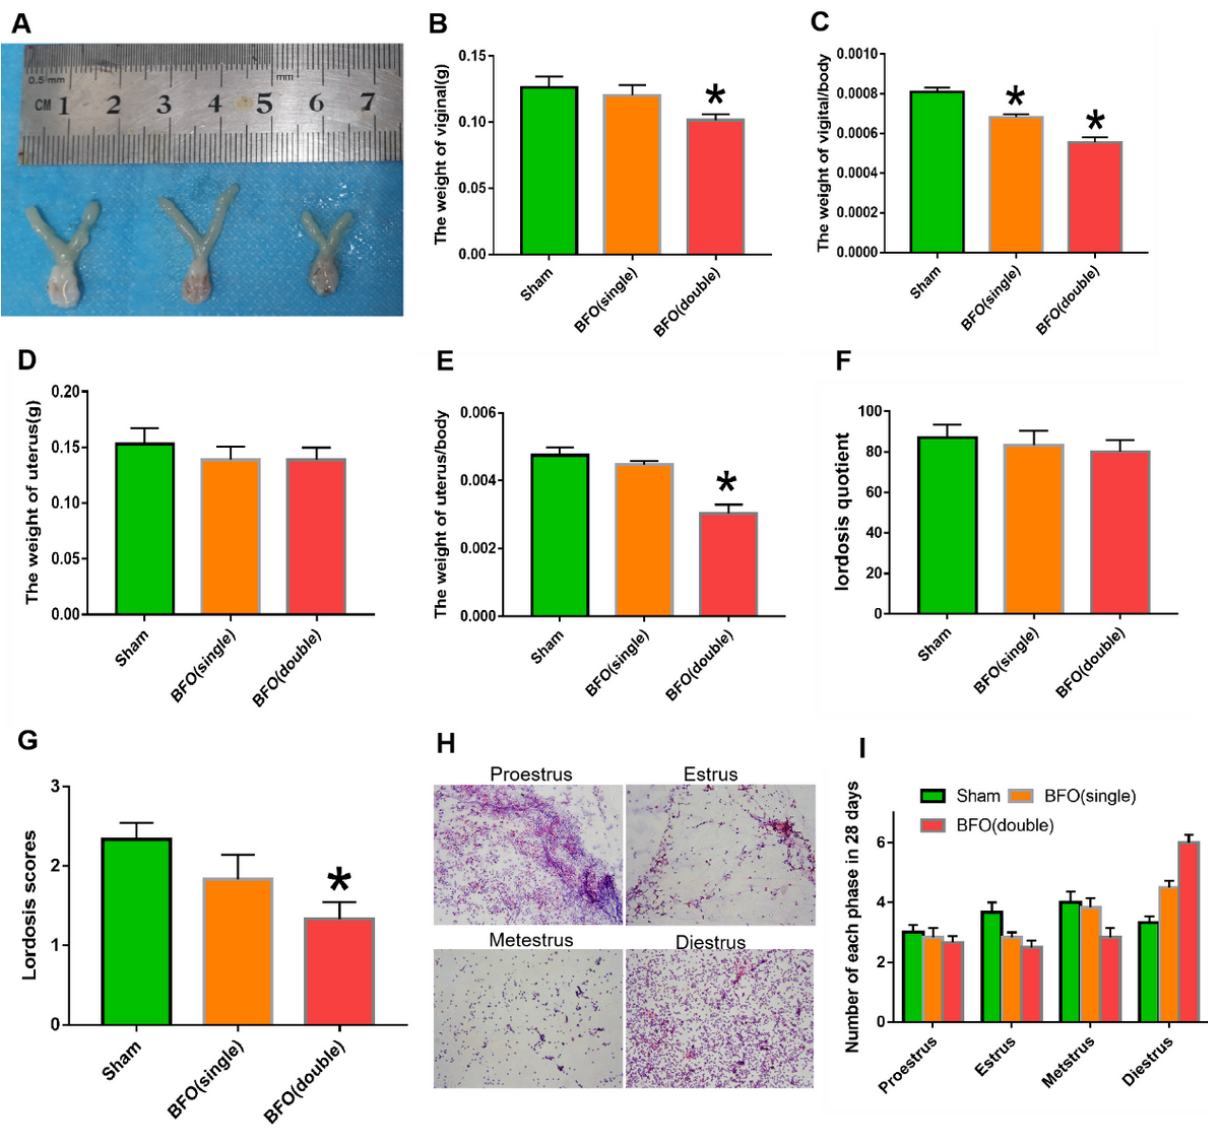 A
0.5 mm
mm
CM 1 2 3 4 5 6 7
B
The weight of viginal(g)
0.15
0.10
0.05
0.00
*
Sham
BFO(single)
BFO(double)
C
The weight of vigital/body
0.0010
0.0008
0.0006
0.0004
0.0002
0.0000
*
*
Sham
BFO(single)
BFO(double)
D
The weight of uterus(g)
0.20
0.15
0.10
0.05
0.00
Sham
BFO(single)
BFO(double)
E
The weight of uterus/body
0.006
0.004
0.002
0.000
*
Sham
BFO(single)
BFO(double)
F
lordosis quotient
100
80
60
40
20
0
Sham
BFO(single)
BFO(double)
G
Lordosis scores
3
2
1
0
*
Sham
BFO(single)
BFO(double)
H
Proestrus
Estrus
Metestrus
Diestrus
I
Number of each phase in 28 days
Sham
BFO(single)
BFO(double)
6
4
2
0
Proestrus
Estrus
Metstrus
Diestrus